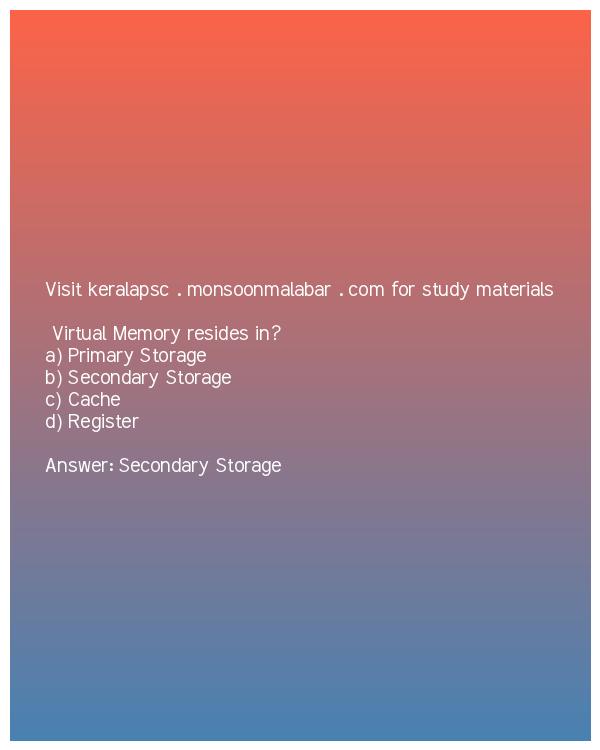 Visit keralapsc . monsoonmalabar . com for study materials
Virtual Memory resides in?
a) Primary Storage
b) Secondary Storage
c) Cache
d) Register
Answer: Secondary Storage